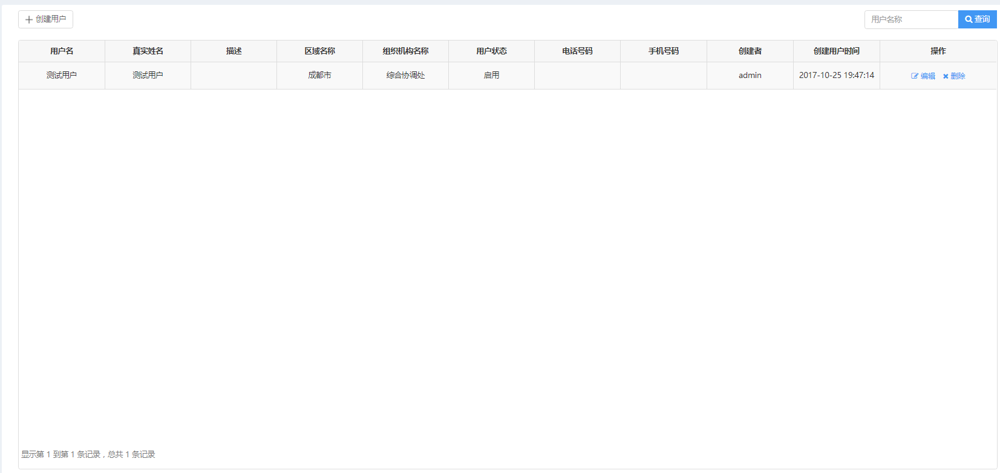 创建用户
用户名称 查询
用户名 真实姓名 描述 区域名称 组织机构名称 用户状态 电话号码 手机号码 创建者 创建用户时间 操作
测试用户 测试用户 成都市 综合协调处 启用 admin 2017-10-25 19:47:14 编辑 删除
显示第 1 到第 1 条记录，总共 1 条记录